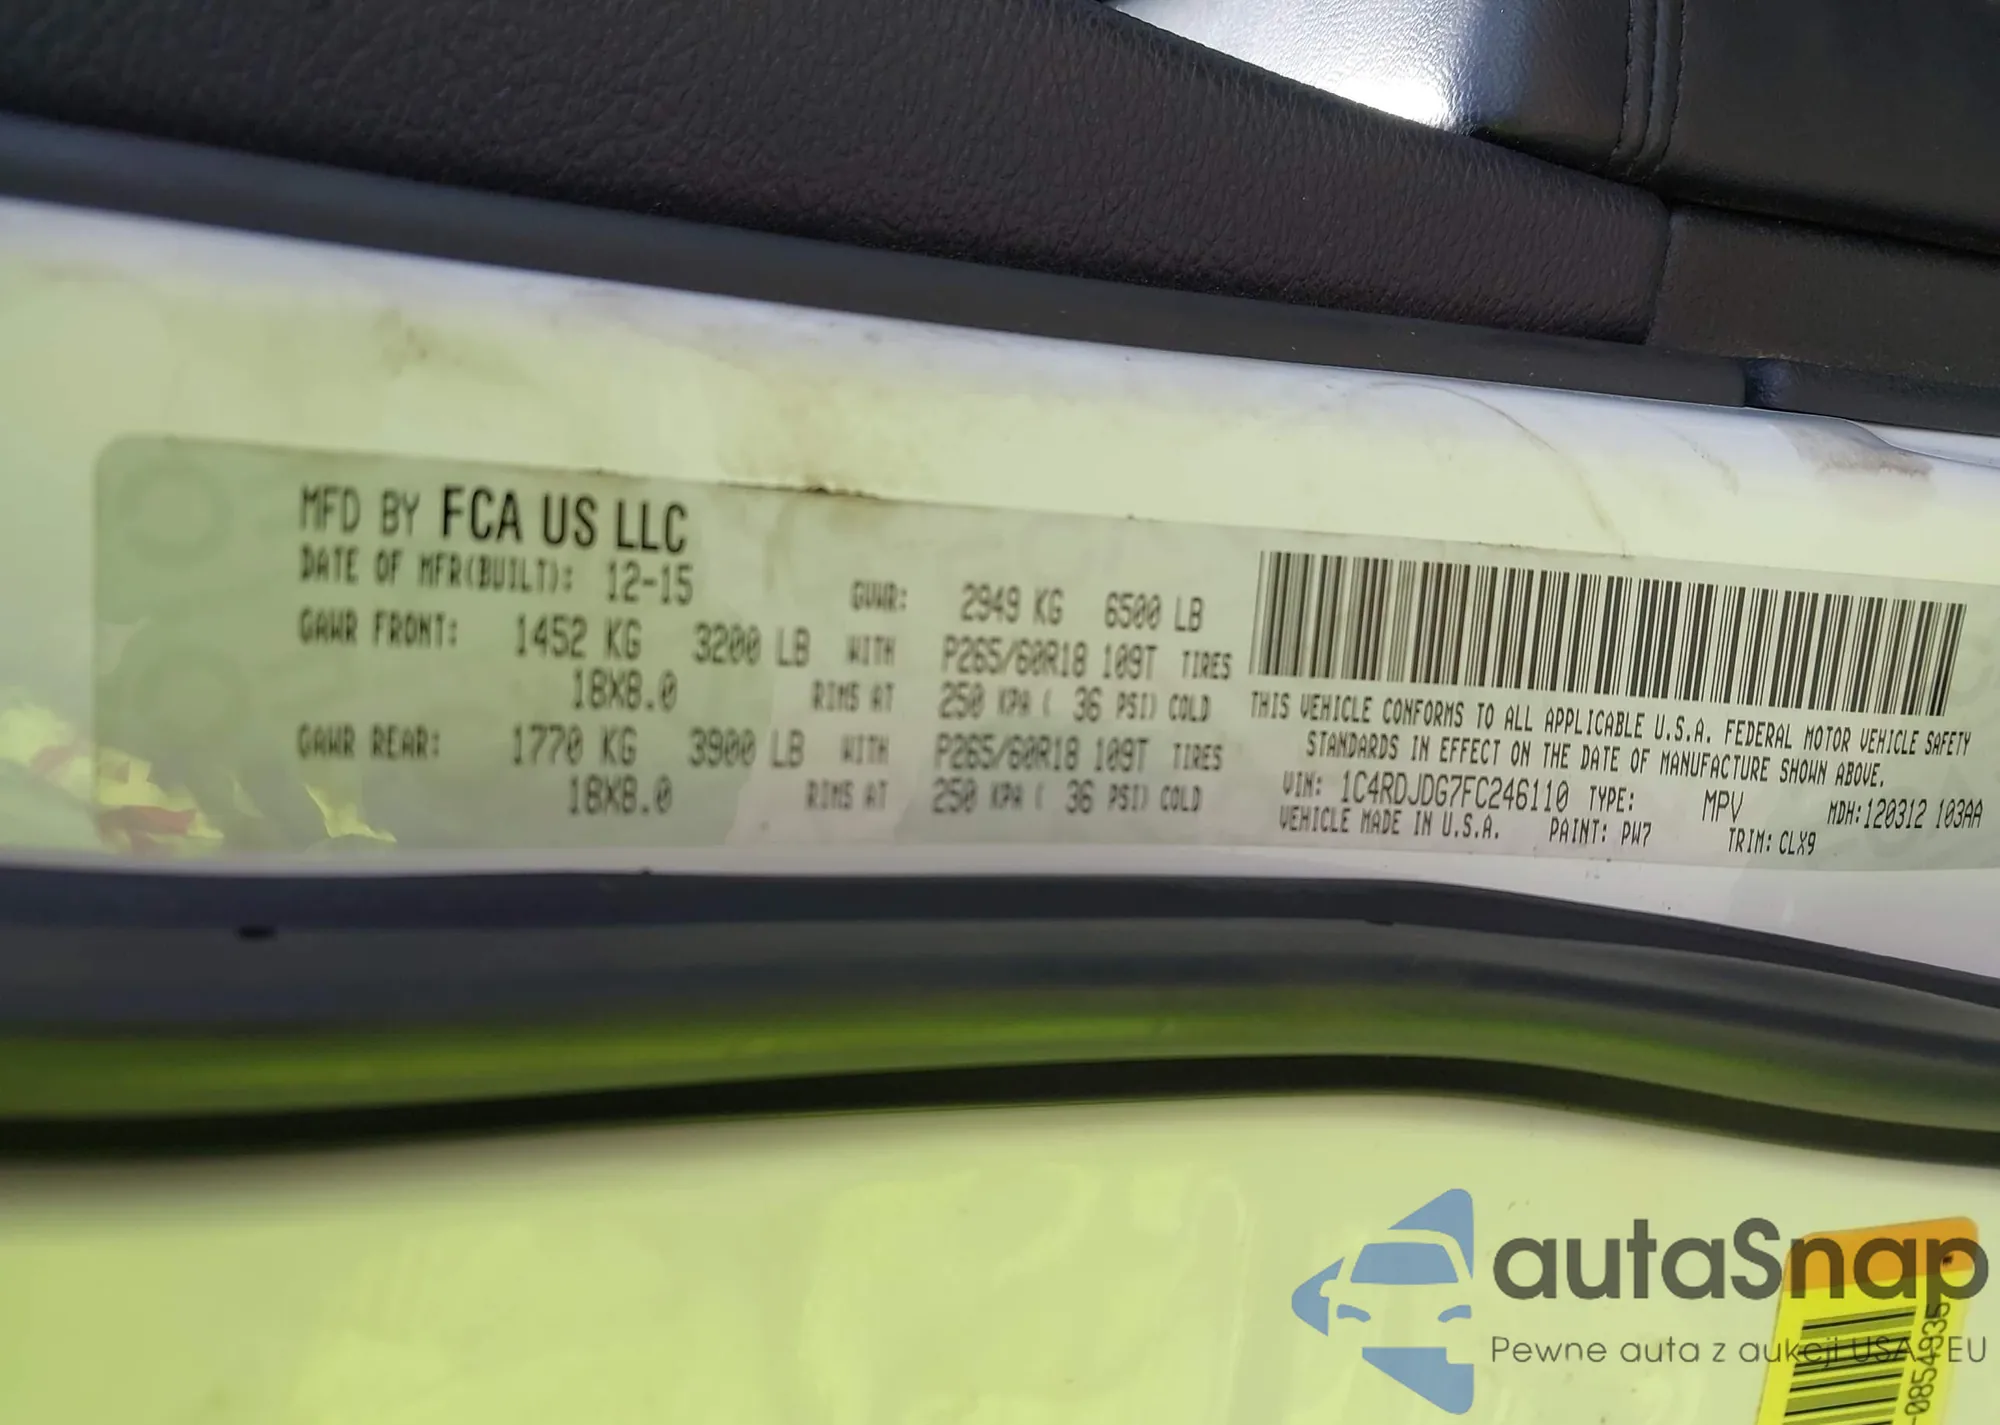 MFD BY FCA US LLC
DATE OF MFR(BUILT): 12-15
GVWR: 2949 KG 6500 LB
GAWR FRONT: 1452 KG 3200 LB WITH P265/60R18 109T TIRES
18X8.0 RIMS AT 250 KPA ( 36 PSI) COLD
GAWR REAR: 1770 KG 3900 LB WITH P265/60R18 109T TIRES
18X8.0 RIMS AT 250 KPA ( 36 PSI) COLD
THIS VEHICLE CONFORMS TO ALL APPLICABLE U.S.A. FEDERAL MOTOR VEHICLE SAFETY
STANDARDS IN EFFECT ON THE DATE OF MANUFACTURE SHOWN ABOVE.
VIN: 1C4RDJDG7FC246110 TYPE: MPV MDH:120312 103AA
VEHICLE MADE IN U.S.A. PAINT: PW7 TRIM: CLX9
autaSnap
Pewne auta z aukcji USA i EU
-0854935